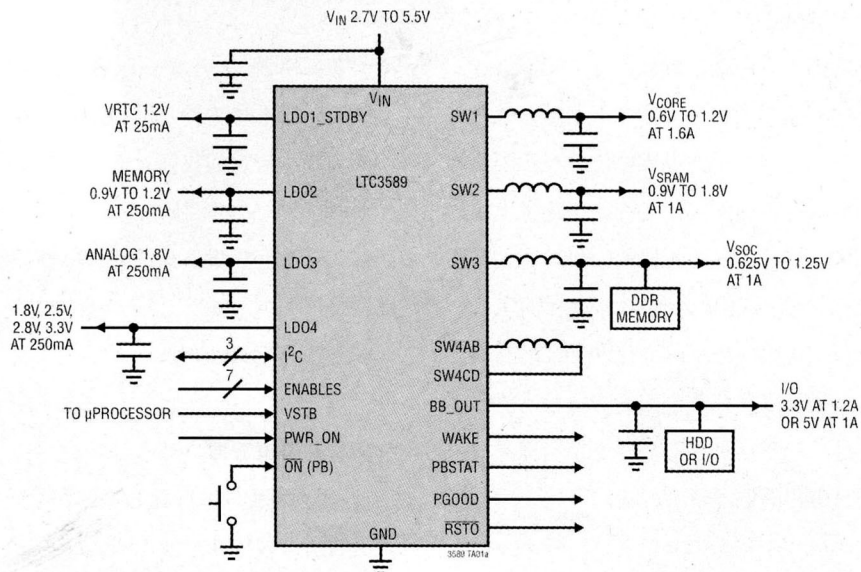 VIN 2.7V TO 5.5V
VIN
LTC3589
VRTC 1.2V
AT 25mA
LDO1_STDBY
MEMORY
0.9V TO 1.2V
AT 250mA
LDO2
ANALOG 1.8V
AT 250mA
LDO3
1.8V, 2.5V,
2.8V, 3.3V
AT 250mA
LDO4
3
I²C
7
ENABLES
TO µPROCESSOR
VSTB
PWR_ON
ON (PB)
GND
SW1
VCORE
0.6V TO 1.2V
AT 1.6A
SW2
VSRAM
0.9V TO 1.8V
AT 1A
SW3
VSOC
0.625V TO 1.25V
AT 1A
DDR
MEMORY
SW4AB
SW4CD
BB_OUT
I/O
3.3V AT 1.2A
OR 5V AT 1A
HDD
OR I/O
WAKE
PBSTAT
PGOOD
RSTO
3589 TA01a